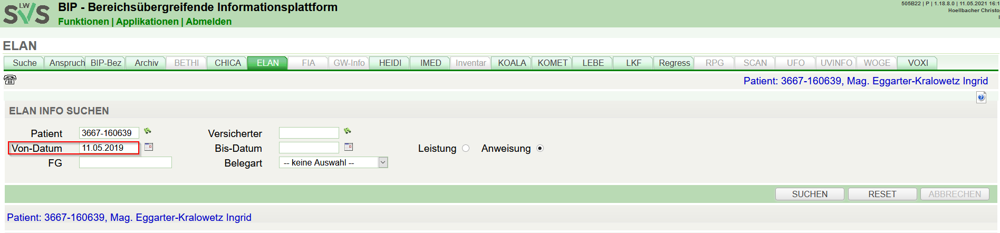 LW
SVS
BIP - Bereichsübergreifende Informationsplattform
Funktionen | Applikationen | Abmelden
505B22 | P | 1.18.8.0 | 11.05.2021 16:1
Hoellbacher Christo
ELAN
Suche Anspruch BIP-Bez Archiv BETHI CHICA ELAN FIA GW-Info HEIDI IMED Inventar KOALA KOMET LEBE LKF Regress RPG SCAN UFO UVINFO WOGE VOXI
Patient: 3667-160639, Mag. Eggarter-Kralowetz Ingrid
ELAN INFO SUCHEN
Patient 3667-160639 Versicherter
Von-Datum 11.05.2019 Bis-Datum Leistung Anweisung
FG Belegart -- keine Auswahl --
SUCHEN RESET ABBRECHEN
Patient: 3667-160639, Mag. Eggarter-Kralowetz Ingrid